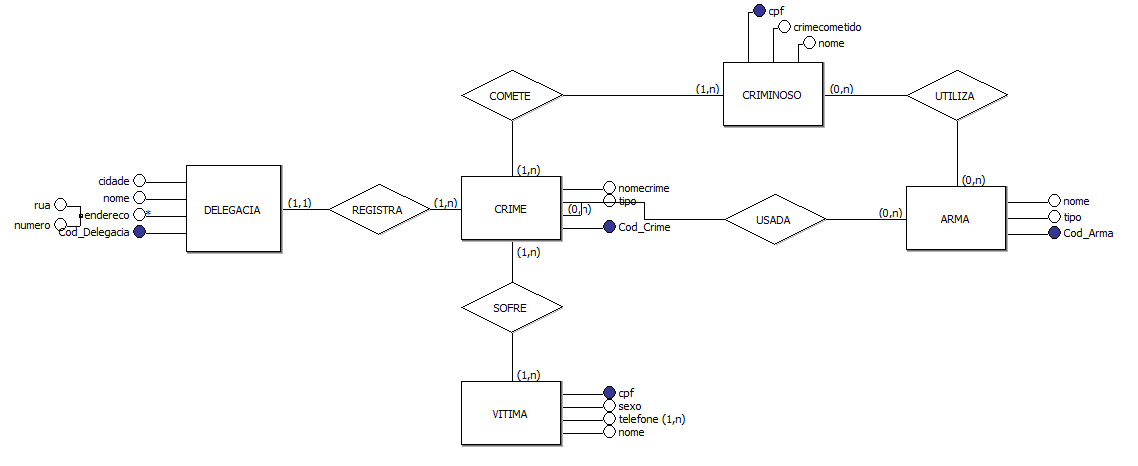 cpf
crimecometido
nome
COMETE
(1,n)
CRIMINOSO
(0,n)
UTILIZA
(1,n)
(0,n)
cidade
nome
rua
endereco *
numero
Cod_Delegacia
DELEGACIA
(1,1)
REGISTRA
(1,n)
CRIME
nomecrime
tipo
(0,n)
Cod_Crime
USADA
(0,n)
ARMA
nome
tipo
Cod_Arma
(1,n)
SOFRE
(1,n)
VITIMA
cpf
sexo
telefone (1,n)
nome